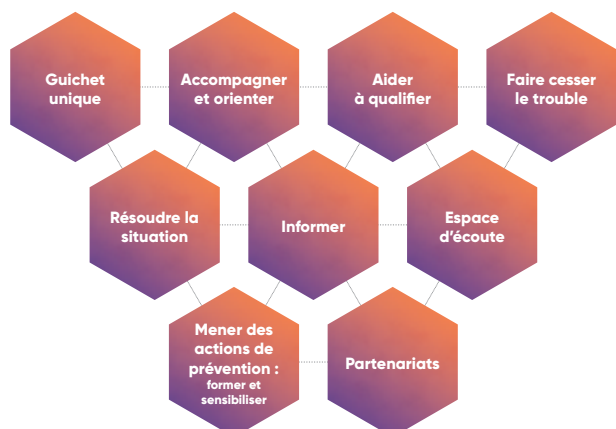 Guichet
unique
Accompagner
et orienter
Aider
à qualifier
Faire cesser
le trouble
Résoudre la
situation
Informer
Espace
d'écoute
Mener des
actions de
prévention :
former et
sensibiliser
Partenariats